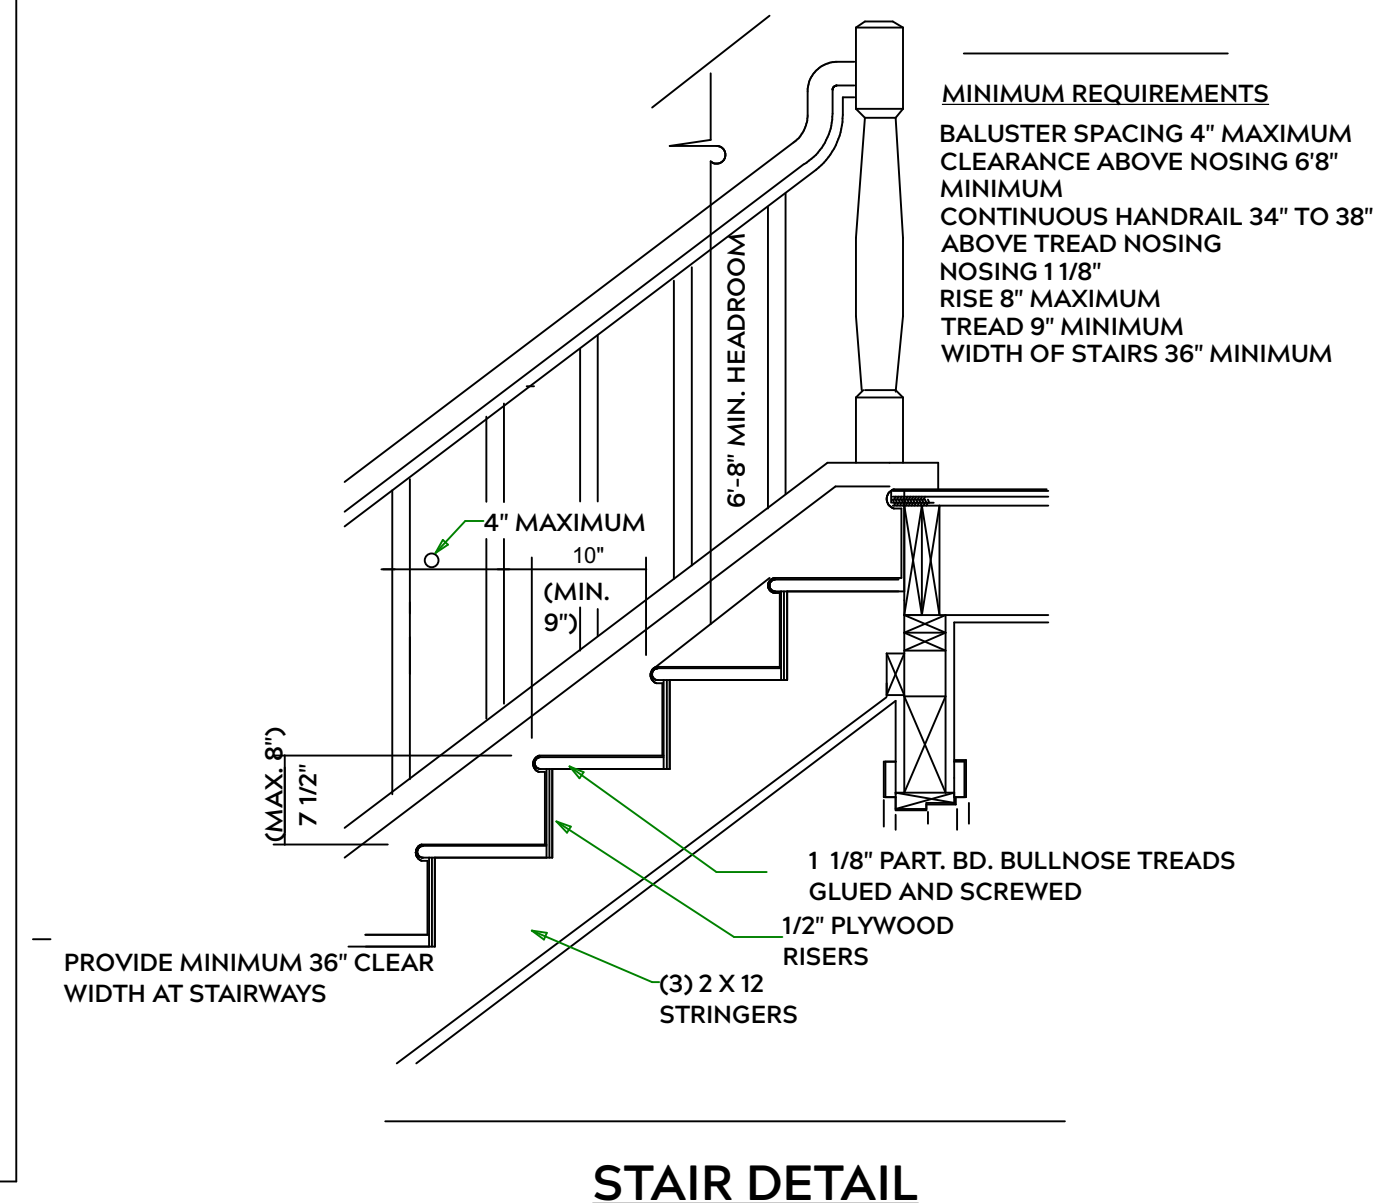 MINIMUM REQUIREMENTS
BALUSTER SPACING 4" MAXIMUM
CLEARANCE ABOVE NOSING 6'8"
MINIMUM
CONTINUOUS HANDRAIL 34" TO 38"
ABOVE TREAD NOSING
NOSING 1 1/8"
RISE 8" MAXIMUM
TREAD 9" MINIMUM
WIDTH OF STAIRS 36" MINIMUM
6'-8" MIN. HEADROOM
4" MAXIMUM
10"
(MIN.
9")
(MAX. 8")
7 1/2"
1 1/8" PART. BD. BULLNOSE TREADS
GLUED AND SCREWED
1/2" PLYWOOD
RISERS
(3) 2 X 12
STRINGERS
PROVIDE MINIMUM 36" CLEAR
WIDTH AT STAIRWAYS
STAIR DETAIL